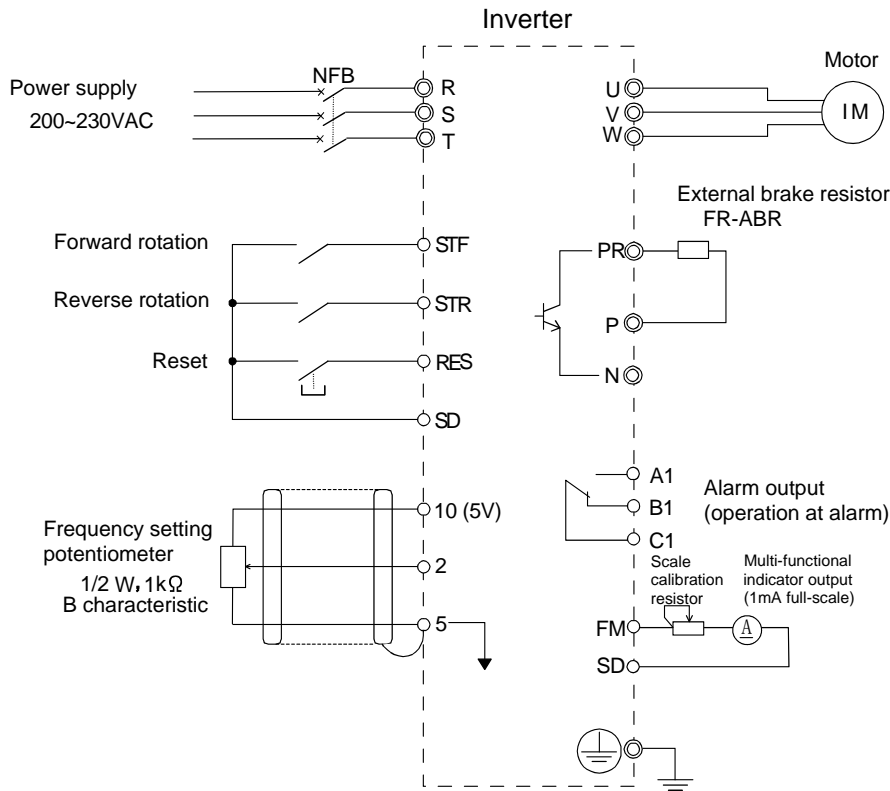 Inverter
Motor
Power supply
200~230VAC
NFB
R
S
T
U
V
W
IM
External brake resistor
FR-ABR
Forward rotation
Reverse rotation
Reset
STF
STR
RES
SD
PR
P
N
A1
B1
C1
Alarm output
(operation at alarm)
Frequency setting
potentiometer
1/2 W, 1kΩ
B characteristic
10 (5V)
2
5
Scale
calibration
resistor
Multi-functional
indicator output
(1mA full-scale)
FM
A
SD